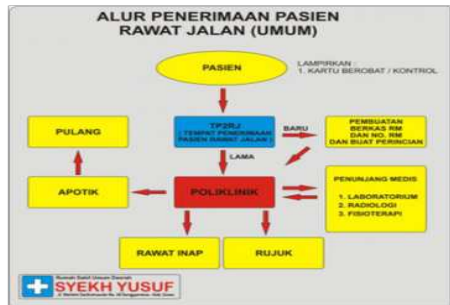 ALUR PENERIMAAN PASIEN
RAWAT JALAN (UMUM)
PASIEN
LAMPIRKAN :
1. KARTU BEROBAT / KONTROL
TP2RJ
( TEMPAT PENERIMAAN
PASIEN RAWAT JALAN )
BARU
PEMBUATAN
BERKAS RM
DAN NO. RM
DAN BUAT PERINCIAN
PULANG
LAMA
APOTIK
POLIKLINIK
PENUNJANG MEDIS
1. LABORATORIUM
2. RADIOLOGI
3. FISIOTERAPI
RAWAT INAP
RUJUK
Rumah Sakit Umum Daerah
SYEKH YUSUF